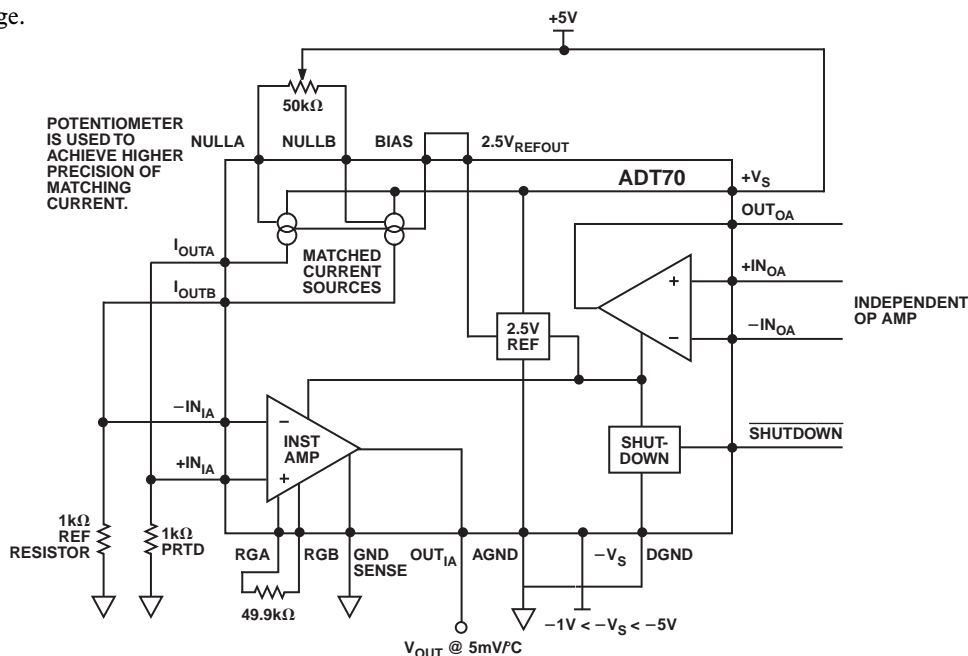 ge.
+5V
50kΩ
POTENTIOMETER
IS USED TO
ACHIEVE HIGHER
PRECISION OF
MATCHING
CURRENT.
NULLA
NULLB
BIAS
2.5VREFOUT
ADT70
+VS
OUTOA
IOUTA
MATCHED
CURRENT
SOURCES
+INOA
IOUTB
INDEPENDENT
OP AMP
2.5V
REF
−INOA
−INIA
−
INST
AMP
+
+
−
SHUT-
DOWN
SHUTDOWN
+INIA
1kΩ
REF
RESISTOR
1kΩ
PRTD
RGA
RGB
GND
SENSE
OUTIA
AGND
−VS
DGND
49.9kΩ
−1V < −VS < −5V
VOUT @ 5mV/°C